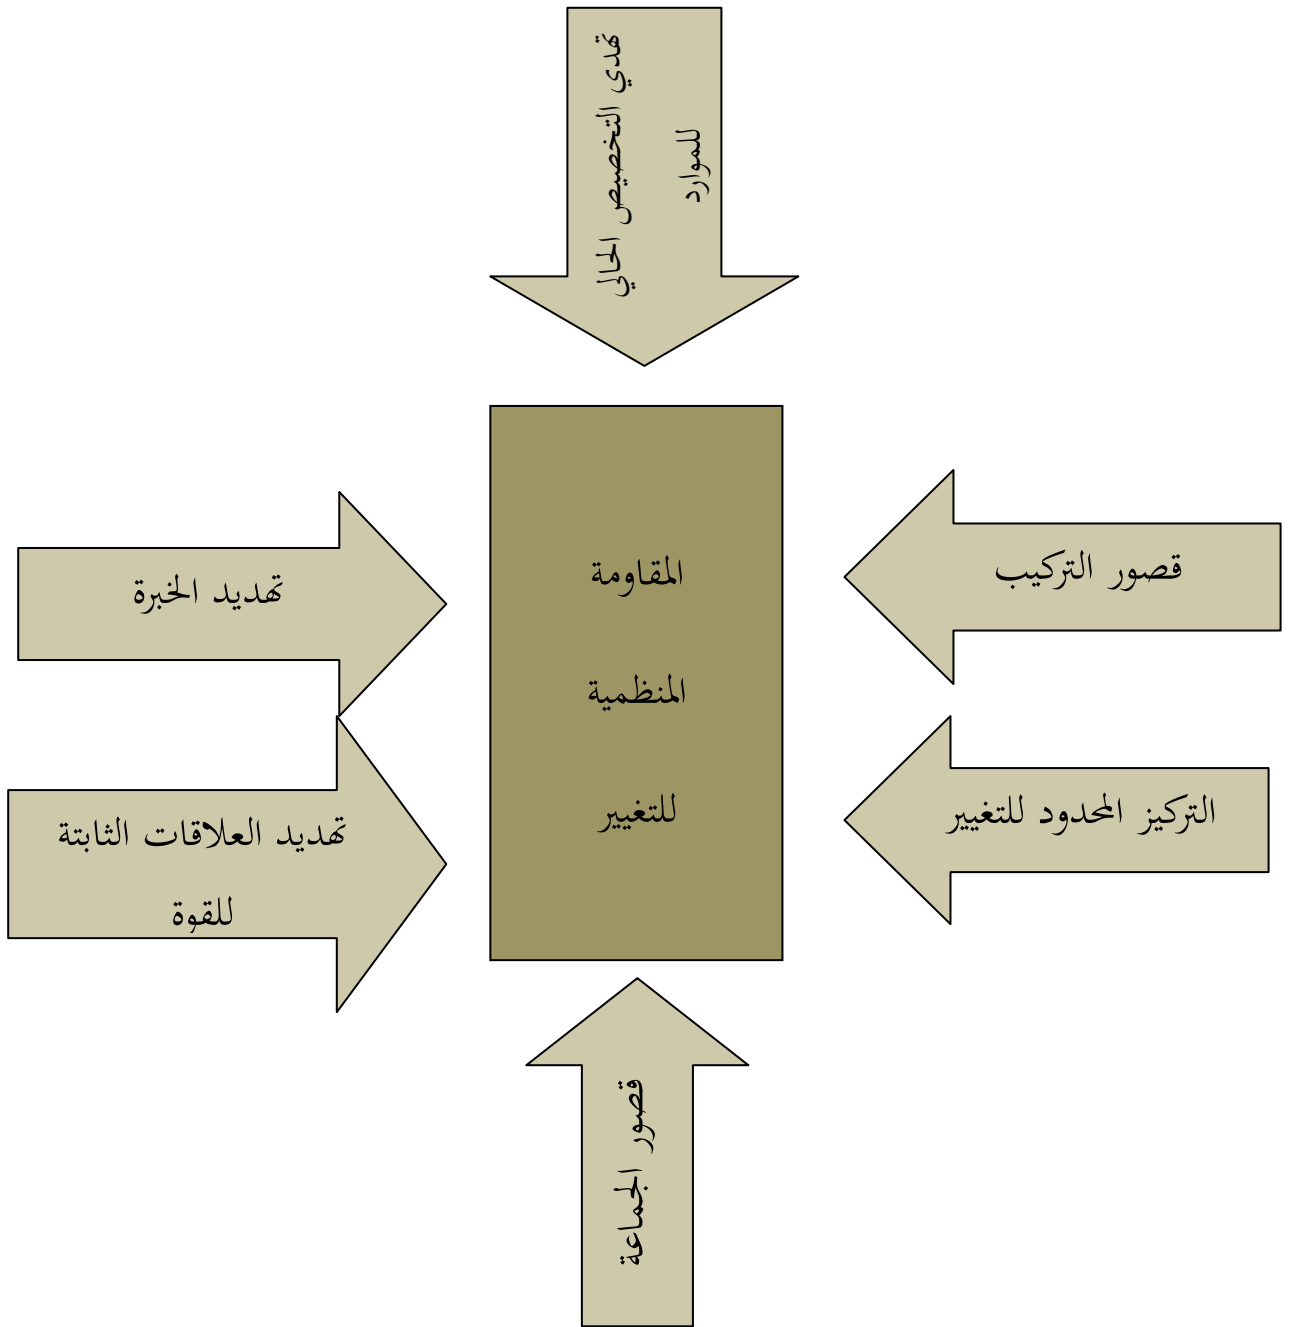 تهدي التخصيص الحالي
للموارد
المقاومة
المنظمية
للتغيير
قصور التركيب
تهديد الخبرة
التركيز المحدود للتغيير
تهديد العلاقات الثابتة
للقوة
قصور الجماعة